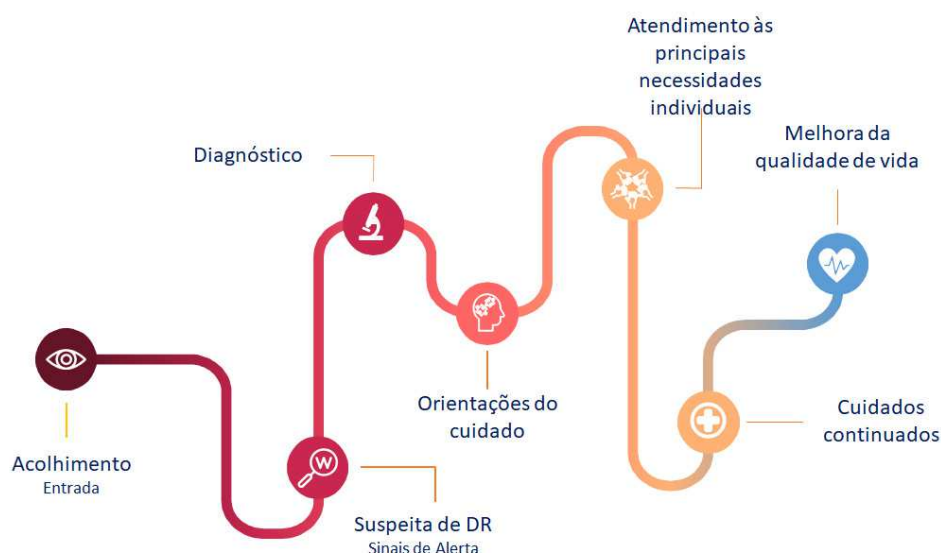 Acolhimento
Entrada
Suspeita de DR
Sinais de Alerta
W
Diagnóstico
Orientações do
cuidado
Atendimento às
principais
necessidades
individuais
Cuidados
continuados
Melhora da
qualidade de vida